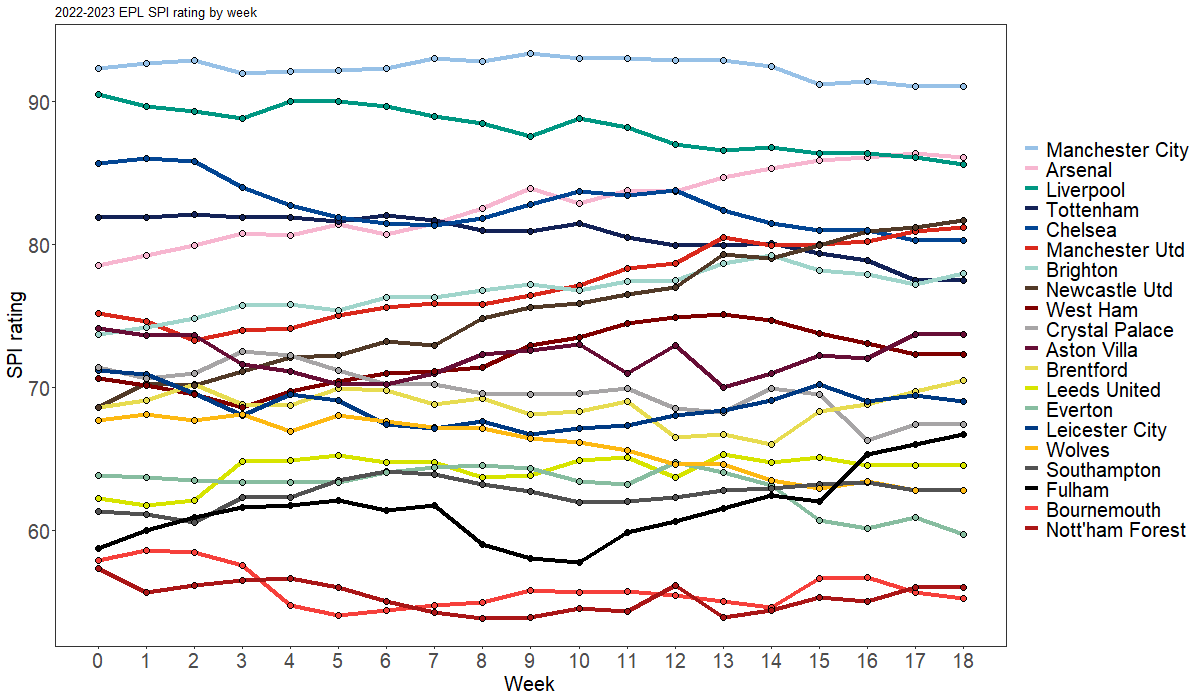 2022-2023 EPL SPI rating by week
90
80
70
60
SPI rating
0 1 2 3 4 5 6 7 8 9 10 11 12 13 14 15 16 17 18
Week
Manchester City
Arsenal
Liverpool
Tottenham
Chelsea
Manchester Utd
Brighton
Newcastle Utd
West Ham
Crystal Palace
Aston Villa
Brentford
Leeds United
Everton
Leicester City
Wolves
Southampton
Fulham
Bournemouth
Nott'ham Forest